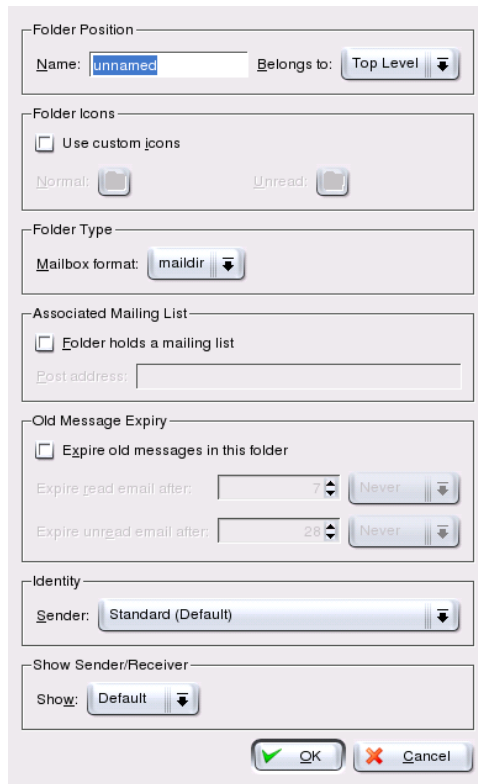 Folder Position
Name: unnamed Belongs to: Top Level
Folder Icons
Use custom icons
Normal: Unread:
Folder Type
Mailbox format: maildir
Associated Mailing List
Folder holds a mailing list
Post address:
Old Message Expiry
Expire old messages in this folder
Expire read email after: 7 Never
Expire unread email after: 28 Never
Identity
Sender: Standard (Default)
Show Sender/Receiver
Show: Default
OK Cancel